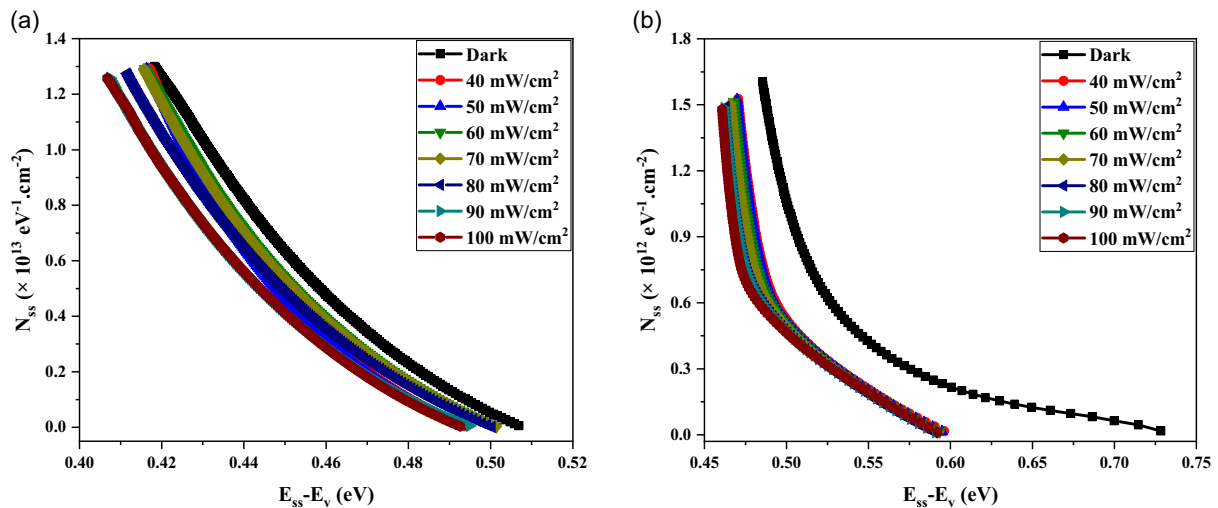 (a)
1.4
1.2
1.0
0.8
0.6
0.4
0.2
0.0
N_ss (× 10^13 eV^-1.cm^-2)
0.40 0.42 0.44 0.46 0.48 0.50 0.52
E_ss-E_v (eV)
Dark
40 mW/cm^2
50 mW/cm^2
60 mW/cm^2
70 mW/cm^2
80 mW/cm^2
90 mW/cm^2
100 mW/cm^2
(b)
1.8
1.5
1.2
0.9
0.6
0.3
0.0
N_ss (× 10^12 eV^-1.cm^-2)
0.45 0.50 0.55 0.60 0.65 0.70 0.75
E_ss-E_v (eV)
Dark
40 mW/cm^2
50 mW/cm^2
60 mW/cm^2
70 mW/cm^2
80 mW/cm^2
90 mW/cm^2
100 mW/cm^2